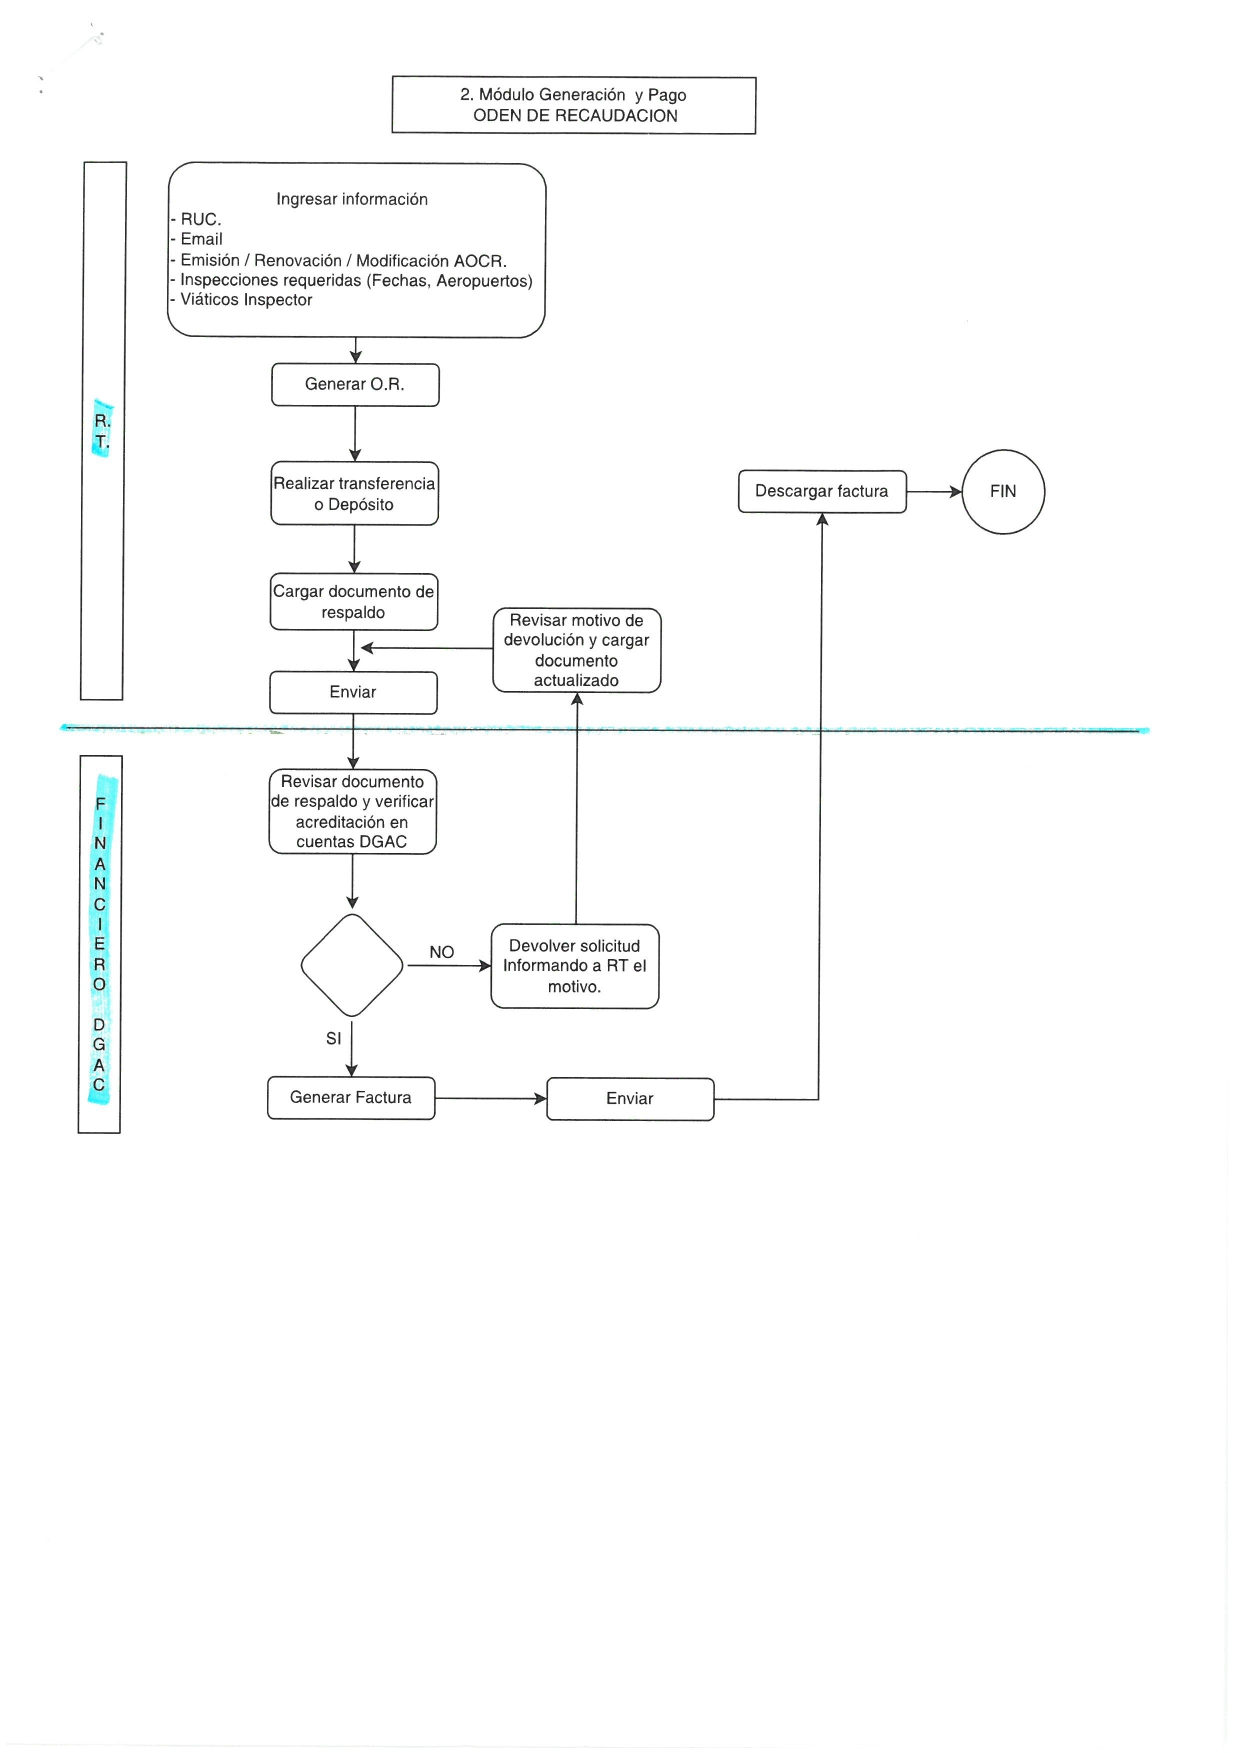 2. Módulo Generación y Pago
ODEN DE RECAUDACION
R.
T.
Ingresar información
- RUC.
- Email
- Emisión / Renovación / Modificación AOCR.
- Inspecciones requeridas (Fechas, Aeropuertos)
- Viáticos Inspector
Generar O.R.
Realizar transferencia
o Depósito
Descargar factura
FIN
Cargar documento de
respaldo
Revisar motivo de
devolución y cargar
documento
actualizado
Enviar
F
I
N
A
N
C
I
E
R
O
D
G
A
C
Revisar documento
de respaldo y verificar
acreditación en
cuentas DGAC
NO
Devolver solicitud
Informando a RT el
motivo.
SI
Generar Factura
Enviar